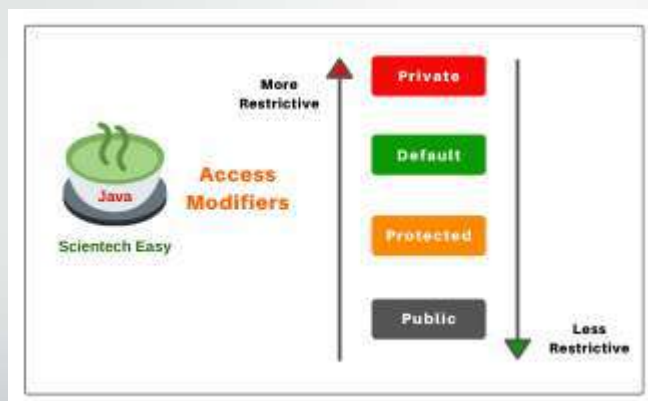 More
Restrictive
Private
Default
Java
Access
Modifiers
Scientech Easy
Protected
Public
Less
Restrictive